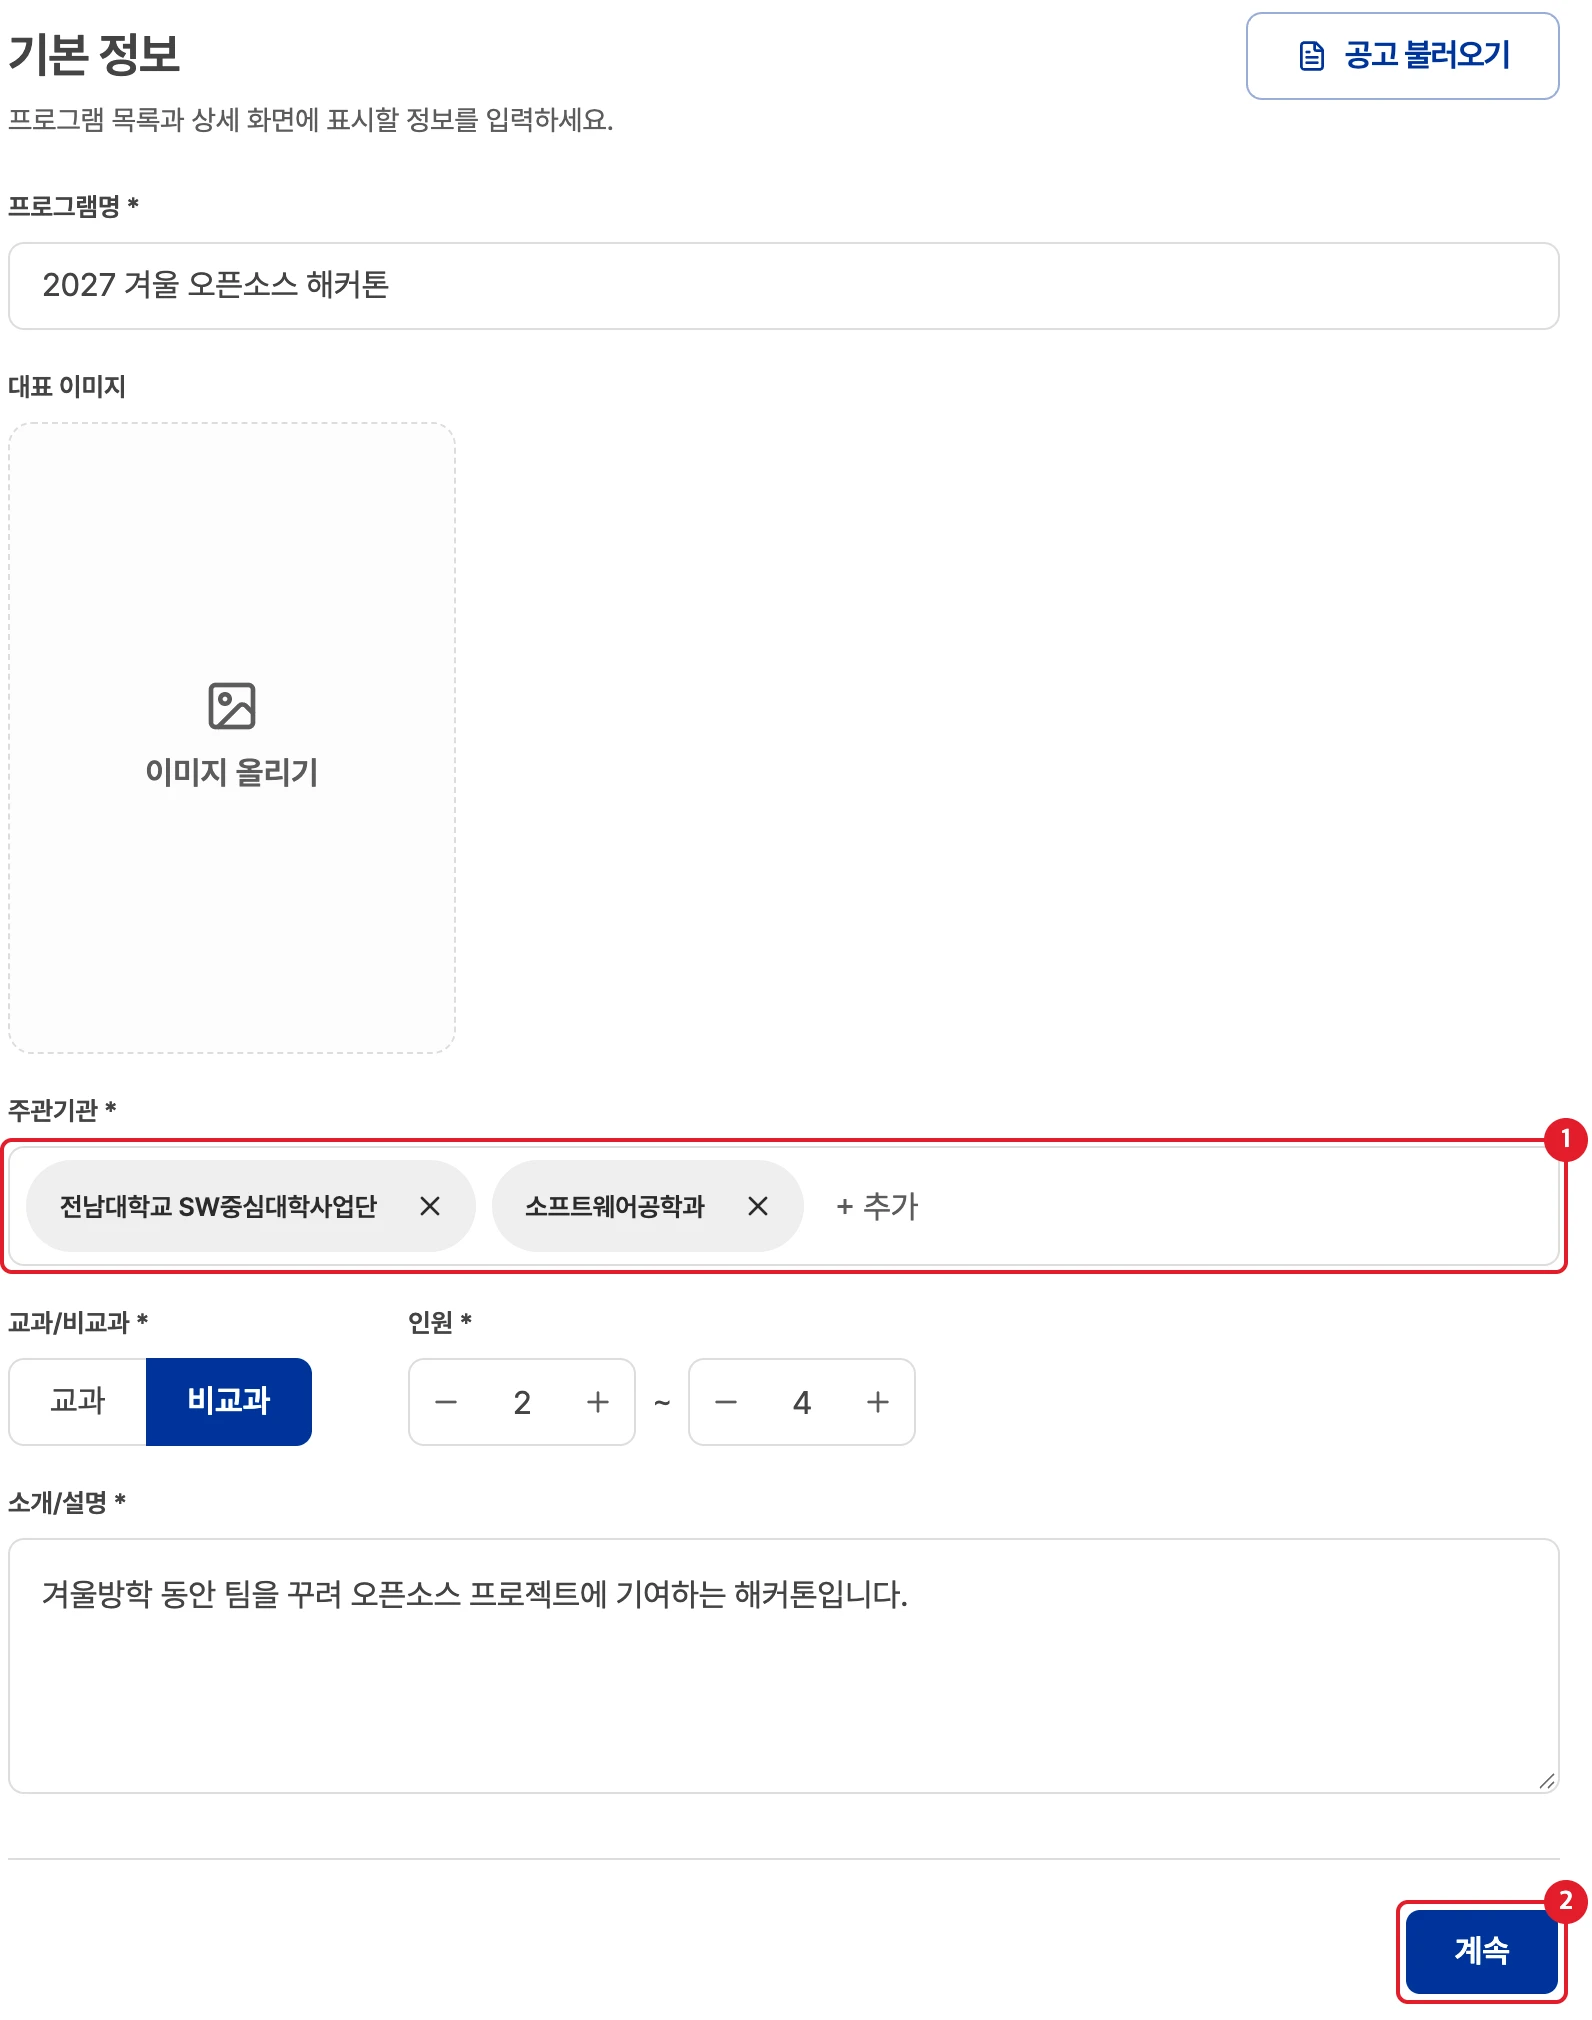 기본 정보
공고 불러오기
프로그램 목록과 상세 화면에 표시할 정보를 입력하세요.
프로그램명 *
2027 겨울 오픈소스 해커톤
대표 이미지
이미지 올리기
주관기관 *
1
전남대학교 SW중심대학사업단 × 소프트웨어공학과 × + 추가
교과/비교과 * 인원 *
교과 비교과 − 2 + ~ − 4 +
소개/설명 *
겨울방학 동안 팀을 꾸려 오픈소스 프로젝트에 기여하는 해커톤입니다.
2
계속